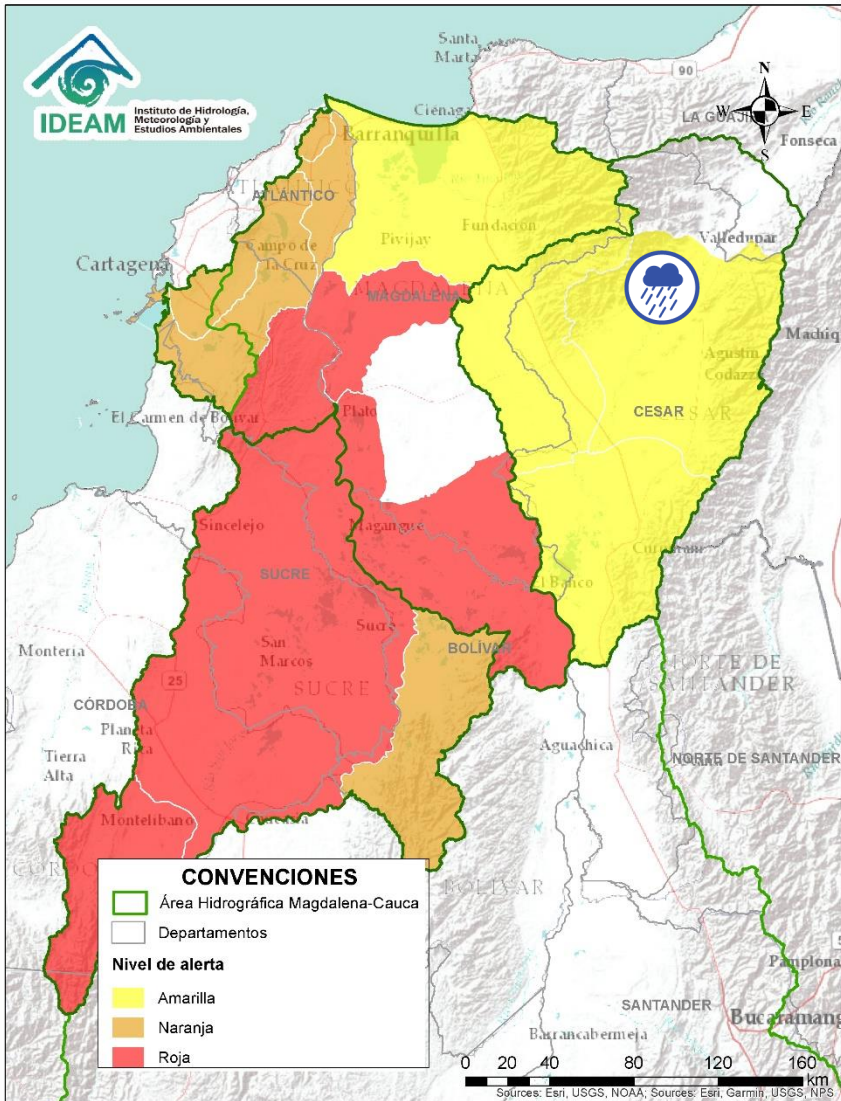 IDEAM
Instituto de Hidrología,
Meteorología y
Estudios Ambientales
Santa
Marta
90
N
W
E
S
Ciénaga
LA GUAJIRA
Fonseca
Barranquilla
ATLÁNTICO
Pivijay
Fundación
Valledupar
Campo de
la Cruz
Cartagena
MAGDALENA
Agustín
Codazzi
El Carmen de Bolívar
Plato
CESAR
Sincelejo
Magangué
SUCRE
El Banco
Sucre
BOLÍVAR
Montería
San
Marcos
SUCRE
NORTE DE
SANTANDER
25
CÓRDOBA
Planeta
Rica
Tierra
Alta
Aguachica
NORTE DE SANTANDER
Montelíbano
BOLÍVAR
CONVENCIONES
Área Hidrográfica Magdalena-Cauca
Departamentos
Nivel de alerta
Amarilla
Naranja
Roja
Pamplona
SANTANDER
Bucaramang
Barrancabermeja
0 20 40 80 120 160
km
Sources: Esri, USGS, NOAA; Sources: Esri, Garmin, USGS, NPS